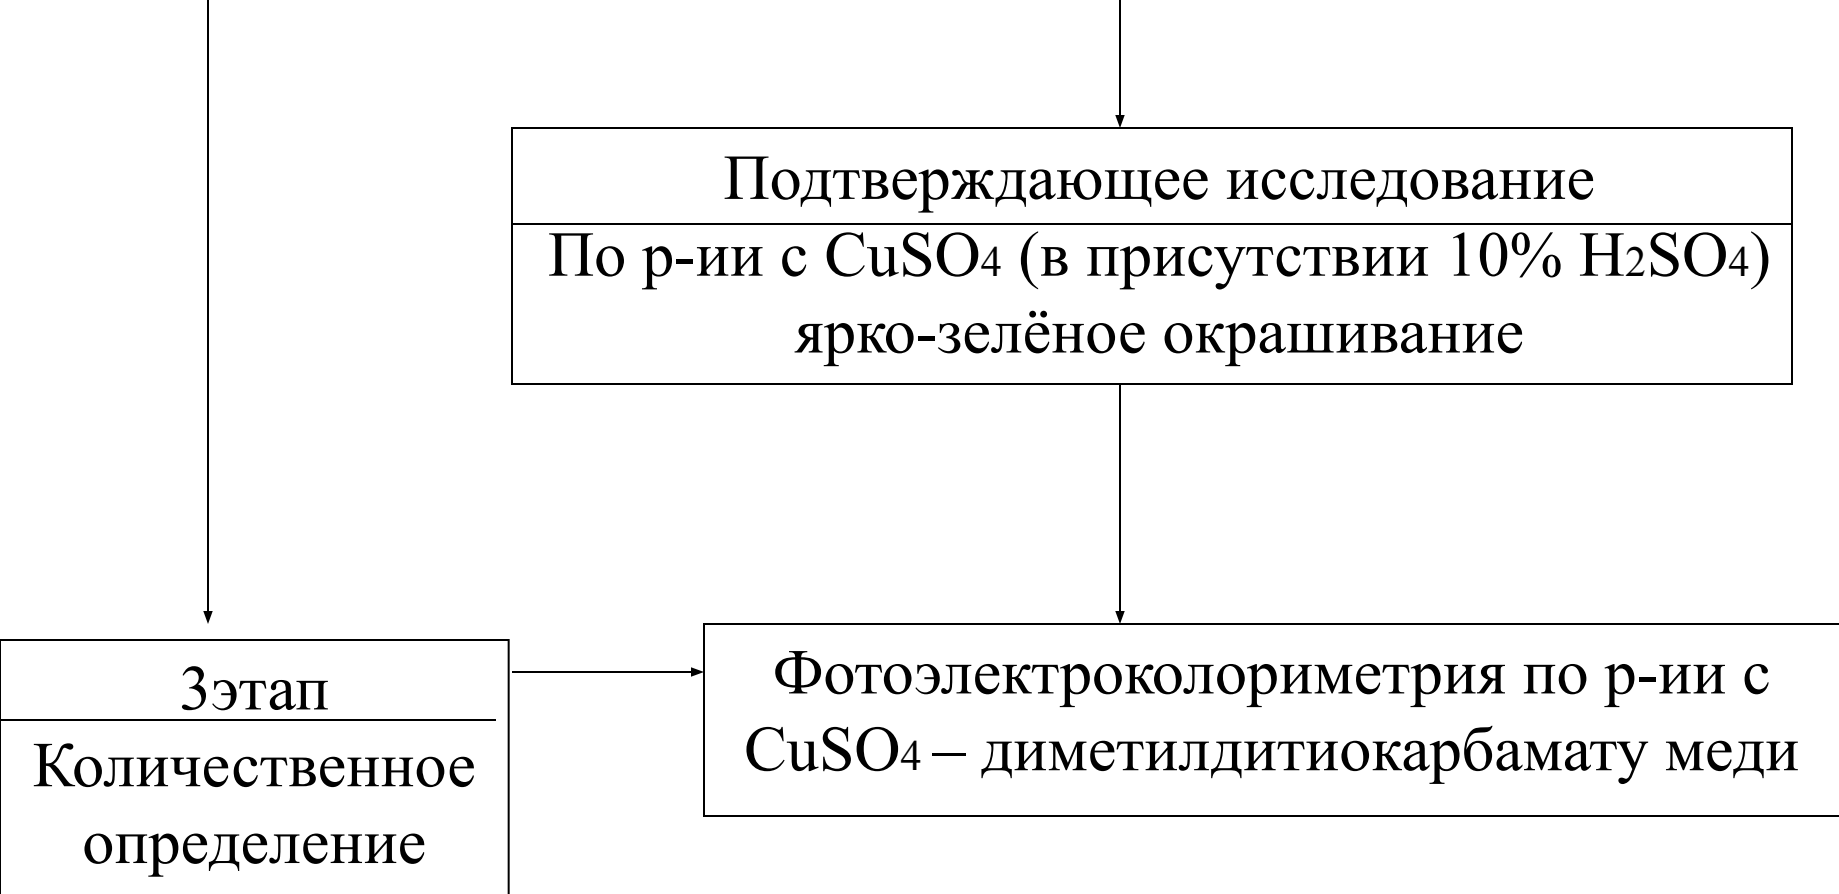 Подтверждающее исследование
По р-ии с CuSO4 (в присутствии 10% H2SO4)
ярко-зелёное окрашивание
3этап
Количественное
определение
Фотоэлектроколориметрия по р-ии с
CuSO4 – диметилдитиокарбамату меди